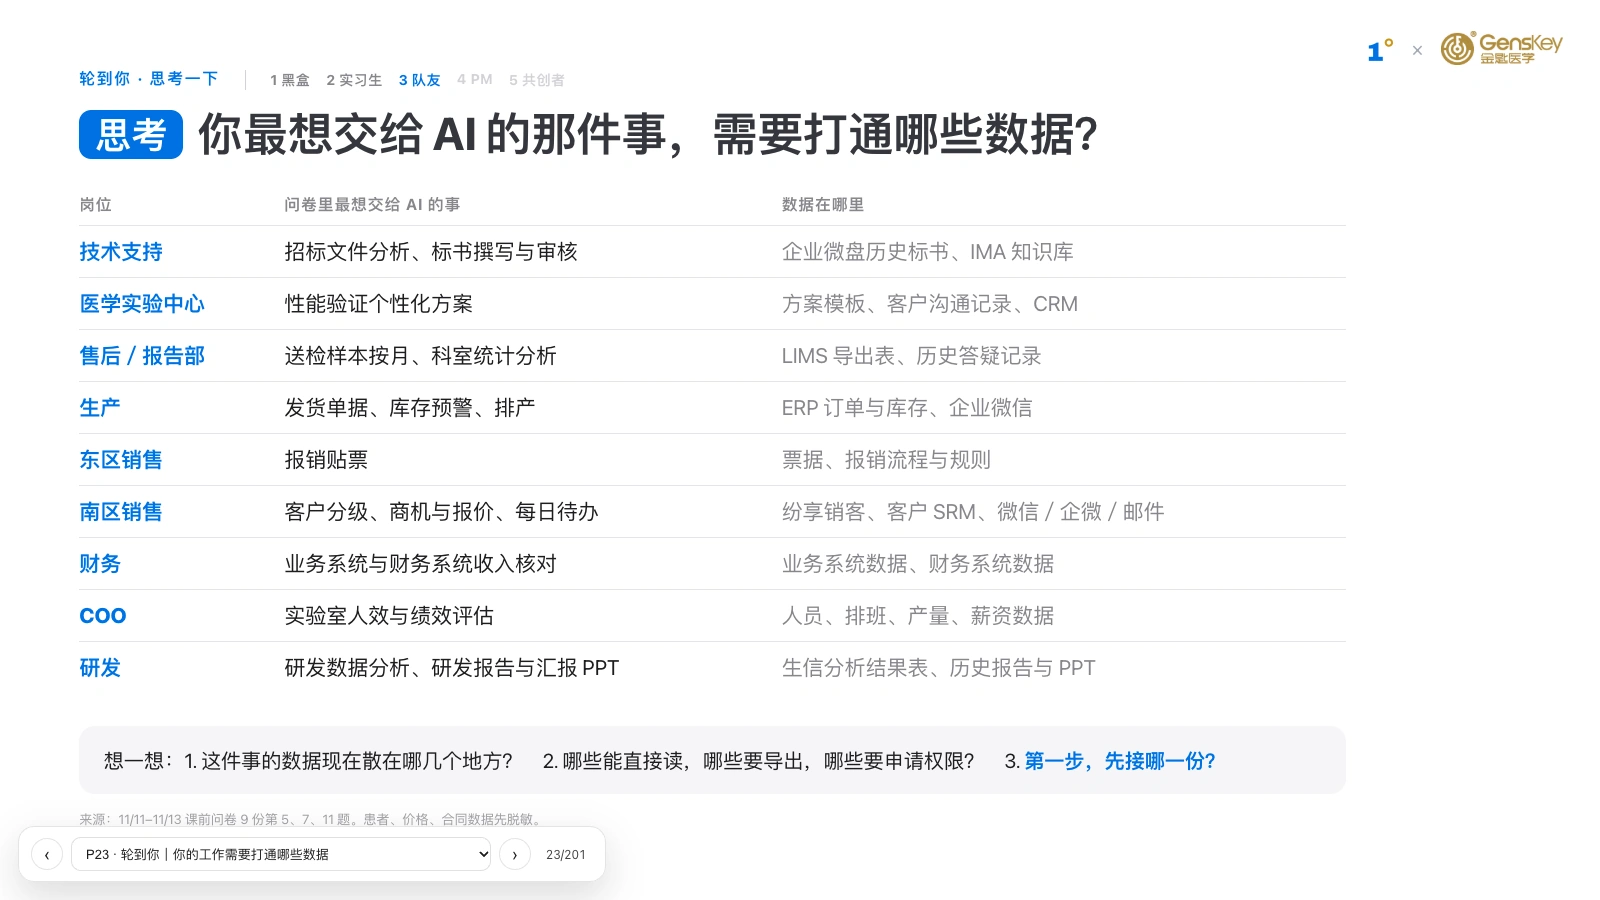 轮到你 · 思考一下 1 黑盒 2 实习生 3 队友 4 PM 5 共创者
1° × GensKey® 金匙医学
思考 你最想交给 AI 的那件事，需要打通哪些数据？
岗位 问卷里最想交给 AI 的事 数据在哪里
技术支持 招标文件分析、标书撰写与审核 企业微盘历史标书、IMA 知识库
医学实验中心 性能验证个性化方案 方案模板、客户沟通记录、CRM
售后 / 报告部 送检样本按月、科室统计分析 LIMS 导出表、历史答疑记录
生产 发货单据、库存预警、排产 ERP 订单与库存、企业微信
东区销售 报销贴票 票据、报销流程与规则
南区销售 客户分级、商机与报价、每日待办 纷享销客、客户 SRM、微信 / 企微 / 邮件
财务 业务系统与财务系统收入核对 业务系统数据、财务系统数据
COO 实验室人效与绩效评估 人员、排班、产量、薪资数据
研发 研发数据分析、研发报告与汇报 PPT 生信分析结果表、历史报告与 PPT
想一想：1. 这件事的数据现在散在哪几个地方？ 2. 哪些能直接读，哪些要导出，哪些要申请权限？ 3. 第一步，先接哪一份？
来源：11/11–11/13 课前问卷 9 份第 5、7、11 题。患者、价格、合同数据先脱敏。
‹ P23 · 轮到你｜你的工作需要打通哪些数据 › 23/201